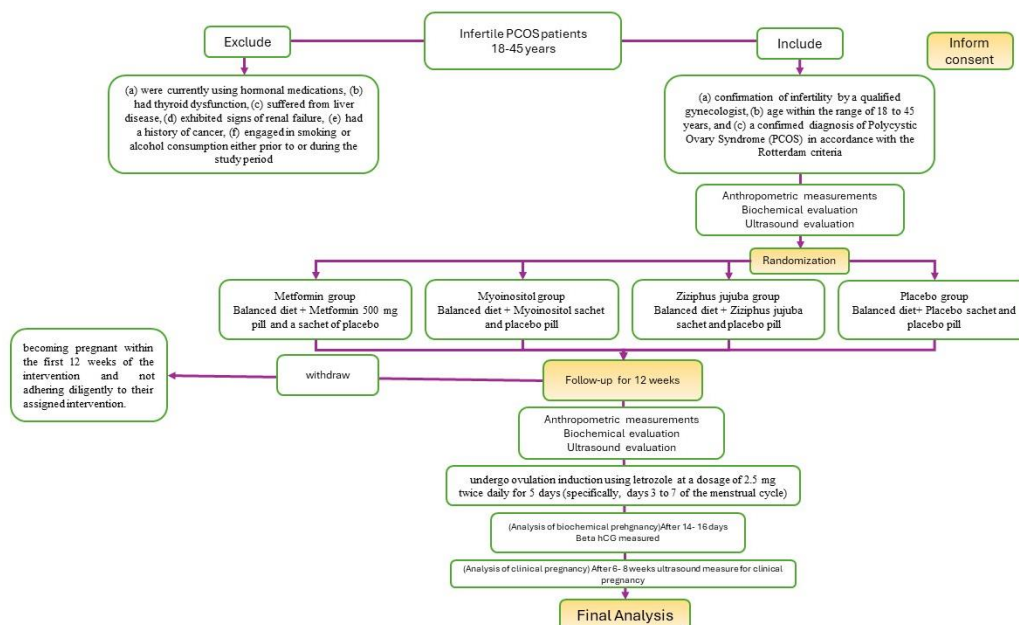 Infertile PCOS patients
18-45 years
Exclude
Include
Inform
consent
(a) were currently using hormonal medications, (b)
had thyroid dysfunction, (c) suffered from liver
disease, (d) exhibited signs of renal failure, (e) had
a history of cancer, (f) engaged in smoking or
alcohol consumption either prior to or during the
study period
(a) confirmation of infertility by a qualified
gynecologist, (b) age within the range of 18 to 45
years, and (c) a confirmed diagnosis of Polycystic
Ovary Syndrome (PCOS) in accordance with the
Rotterdam criteria
Anthropometric measurements
Biochemical evaluation
Ultrasound evaluation
Randomization
Metformin group
Balanced diet + Metformin 500 mg
pill and a sachet of placebo
Myoinositol group
Balanced diet + Myoinositol sachet
and placebo pill
Ziziphus jujuba group
Balanced diet + Ziziphus jujuba
sachet and placebo pill
Placebo group
Balanced diet+ Placebo sachet and
placebo pill
becoming pregnant within
the first 12 weeks of the
intervention and not
adhering diligently to their
assigned intervention.
withdraw
Follow-up for 12 weeks
Anthropometric measurements
Biochemical evaluation
Ultrasound evaluation
undergo ovulation induction using letrozole at a dosage of 2.5 mg
twice daily for 5 days (specifically, days 3 to 7 of the menstrual cycle)
(Analysis of biochemical prehgnancy)After 14- 16 days
Beta hCG measured
(Analysis of clinical pregnancy) After 6- 8 weeks ultrasound measure for clinical
pregnancy
Final Analysis